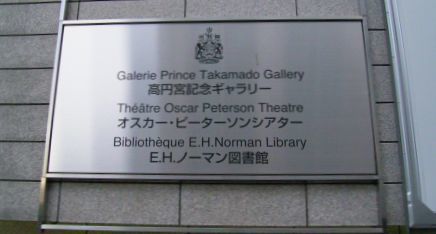 Galerie Prince Takamado Gallery
高円宮記念ギャラリー
Théâtre Oscar Peterson Theatre
オスカー・ピーターソンシアター
Bibliothèque E.H.Norman Library
E.H.ノーマン図書館